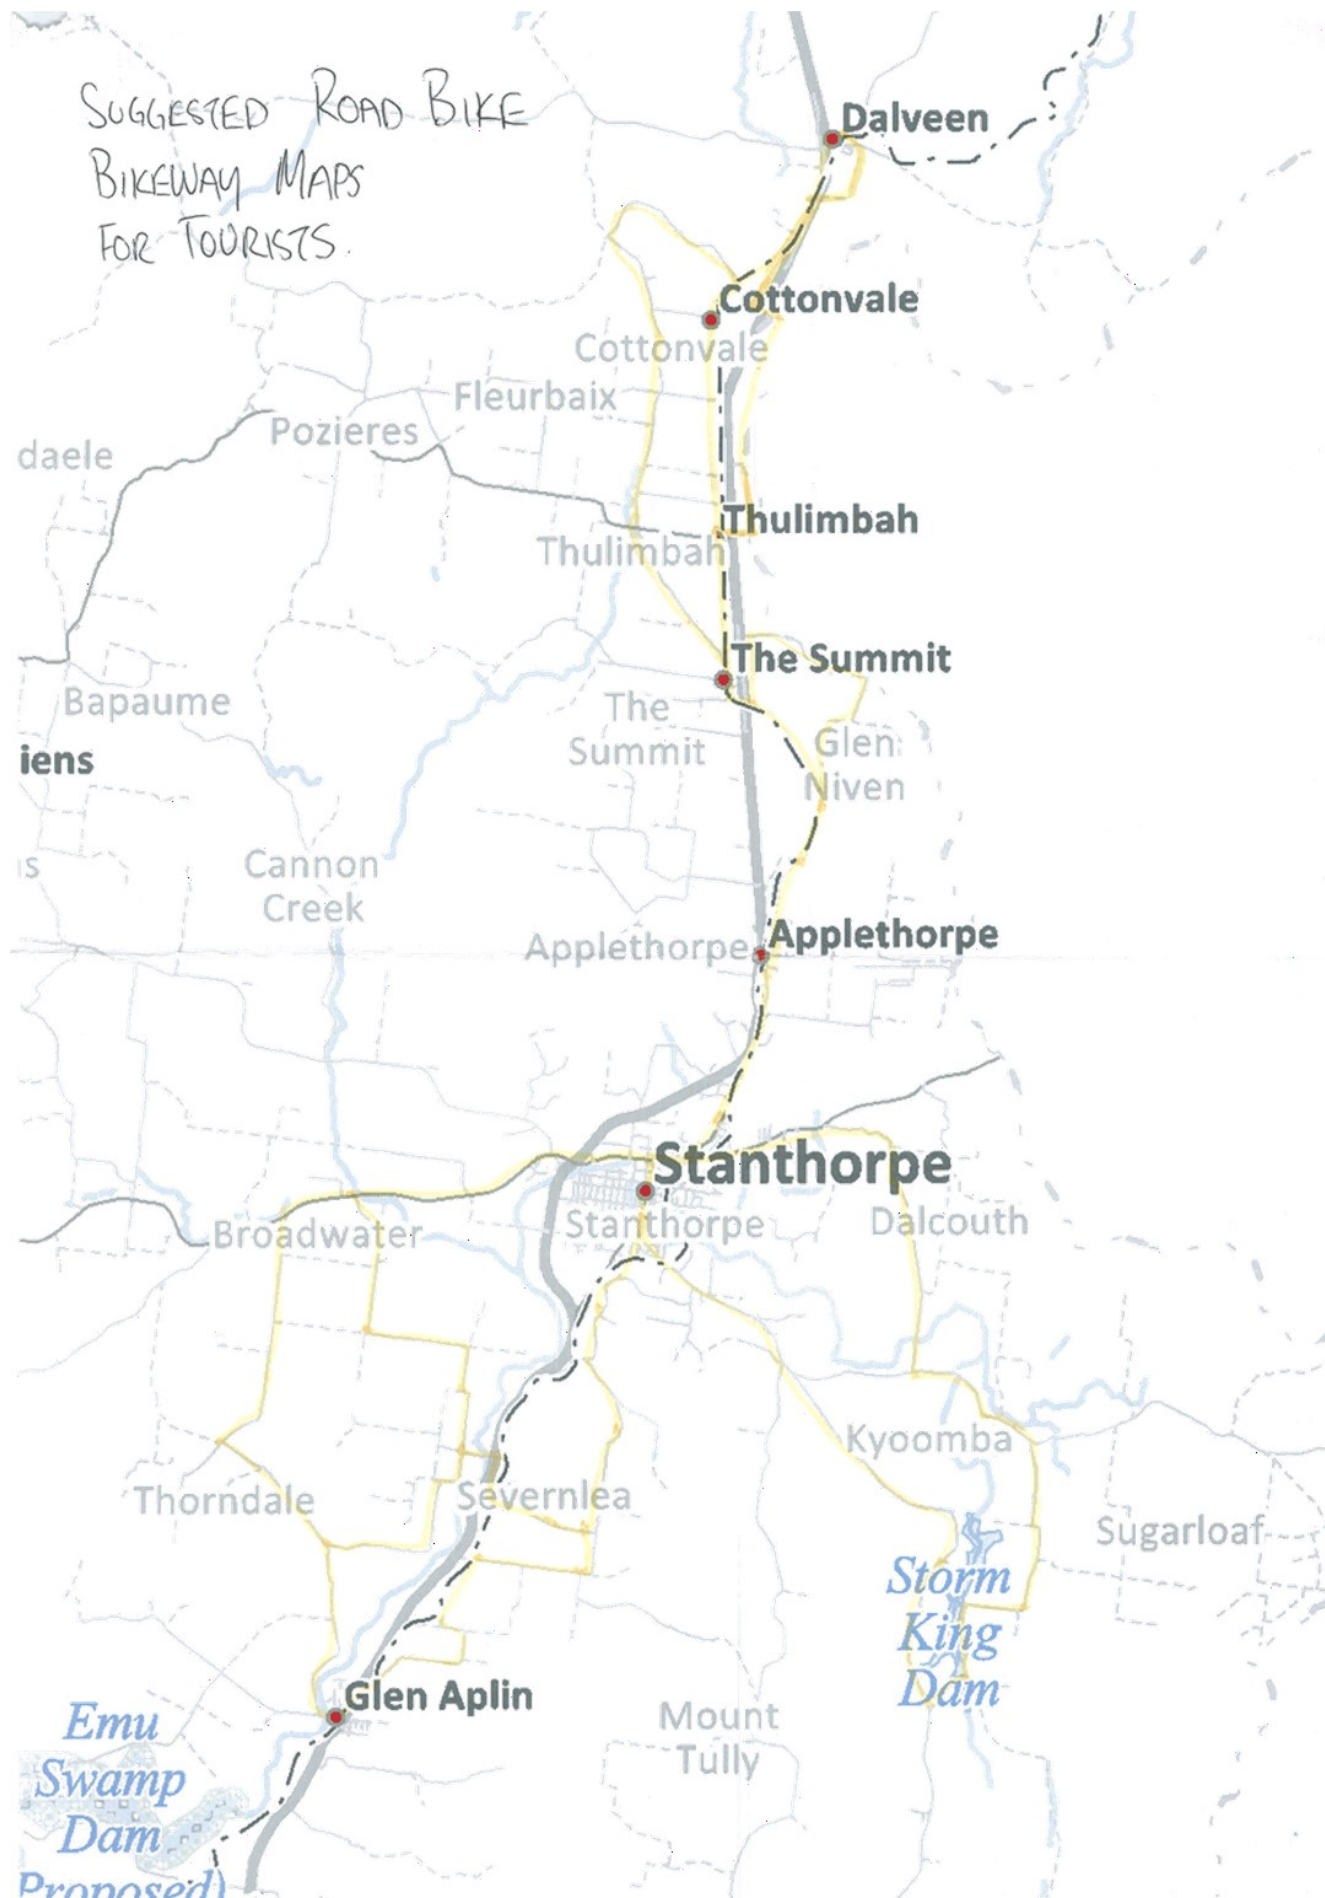 SUGGESTED ROAD BIKE
BIKEWAY MAPS
FOR TOURISTS.
Dalveen
Cottonvale
Cottonvale
Fleurbaix
Pozieres
daele
Thulimbah
Thulimbah
The Summit
Bapaume
The
Summit
Glen
Niven
iens
Cannon
Creek
is
Applethorpe
Applethorpe
Stanthorpe
Stanthorpe
Broadwater
Dalcouth
Kyoomba
Thorndale
Severnlea
Sugarloaf
Storm
King
Dam
Glen Aplin
Mount
Tully
Emu
Swamp
Dam
Proposed)